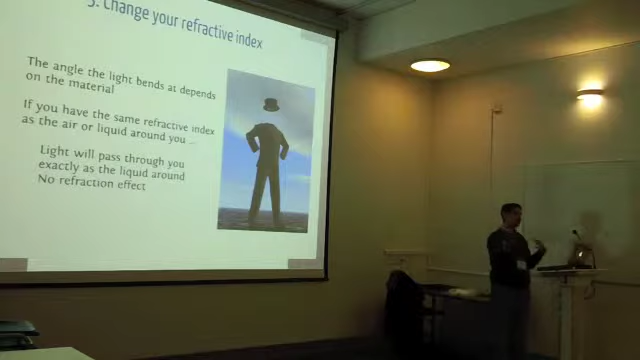 3. Change your refractive index
The angle the light bends at depends
on the material
If you have the same refractive index
as the air or liquid around you ...
Light will pass through you
exactly as the liquid around
No refraction effect